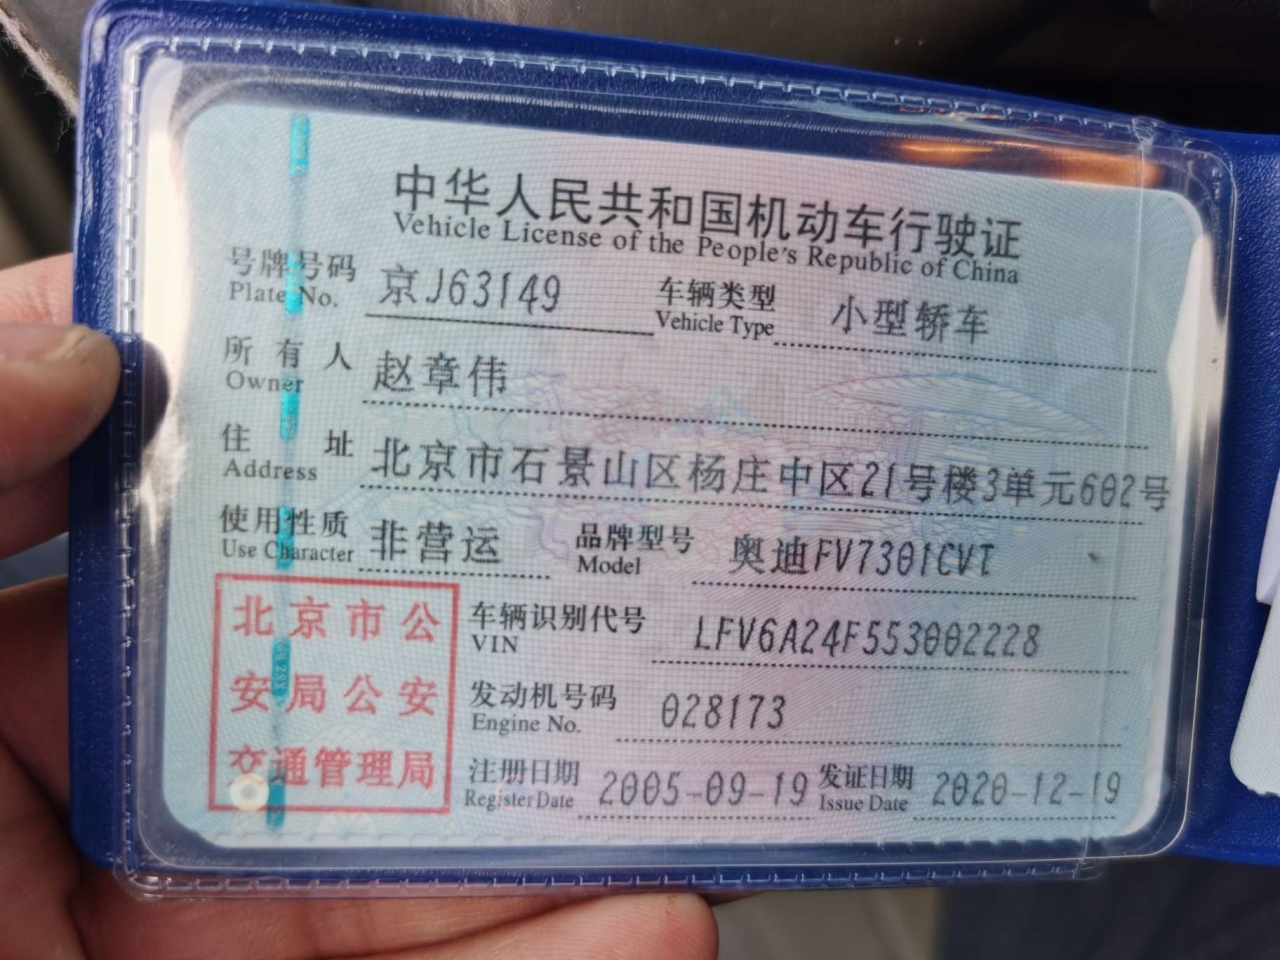 中华人民共和国机动车行驶证
Vehicle License of the People's Republic of China
号牌号码 京J63149 车辆类型 小型轿车
Plate No. Vehicle Type
所有人 赵章伟
Owner
住址 北京市石景山区杨庄中区21号楼3单元602号
Address
使用性质 非营运 品牌型号 奥迪FV7301CVT
Use Character Model
北京市公
安局公安
交通管理局
车辆识别代号 LFV6A24F553002228
VIN
发动机号码 028173
Engine No.
注册日期 2005-09-19 发证日期 2020-12-19
Register Date Issue Date